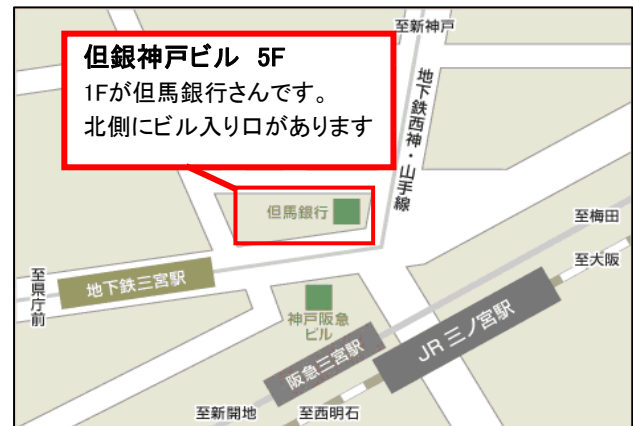 至新神戸
但銀神戸ビル 5F
1Fが但馬銀行さんです。
北側にビル入り口があります
地下鉄西神・山手線
但馬銀行
至梅田
至大阪
至県庁前
地下鉄三宮駅
神戸阪急
ビル
JR三ノ宮駅
阪急三宮駅
至新開地
至西明石